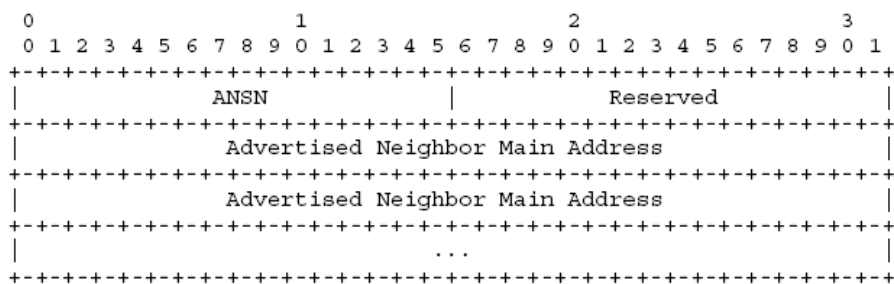 0                   1                   2                   3
0 1 2 3 4 5 6 7 8 9 0 1 2 3 4 5 6 7 8 9 0 1 2 3 4 5 6 7 8 9 0 1
+-+-+-+-+-+-+-+-+-+-+-+-+-+-+-+-+-+-+-+-+-+-+-+-+-+-+-+-+-+-+-+-+
|              ANSN             |           Reserved            |
+-+-+-+-+-+-+-+-+-+-+-+-+-+-+-+-+-+-+-+-+-+-+-+-+-+-+-+-+-+-+-+-+
|               Advertised Neighbor Main Address                |
+-+-+-+-+-+-+-+-+-+-+-+-+-+-+-+-+-+-+-+-+-+-+-+-+-+-+-+-+-+-+-+-+
|               Advertised Neighbor Main Address                |
+-+-+-+-+-+-+-+-+-+-+-+-+-+-+-+-+-+-+-+-+-+-+-+-+-+-+-+-+-+-+-+-+
|                              ...                              |
+-+-+-+-+-+-+-+-+-+-+-+-+-+-+-+-+-+-+-+-+-+-+-+-+-+-+-+-+-+-+-+-+